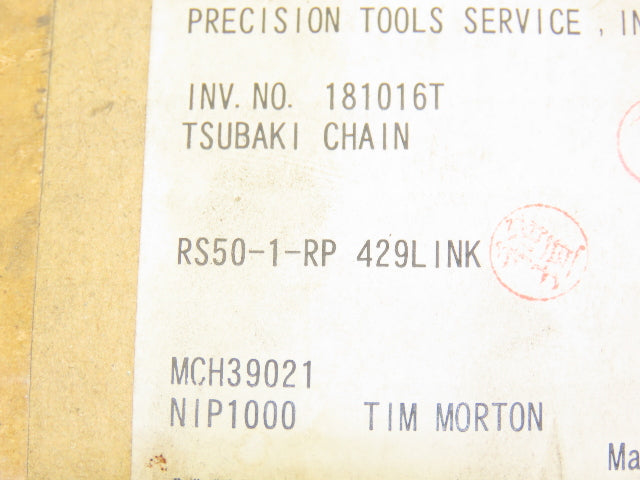 PRECISION TOOLS SERVICE, IN
INV. NO. 181016T
TSUBAKI CHAIN
RS50-1-RP 429LINK
MCH39021
NIP1000 TIM MORTON
Ma